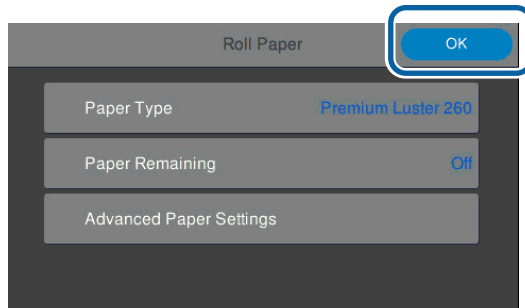 Roll Paper OK
Paper Type Premium Luster 260
Paper Remaining Off
Advanced Paper Settings